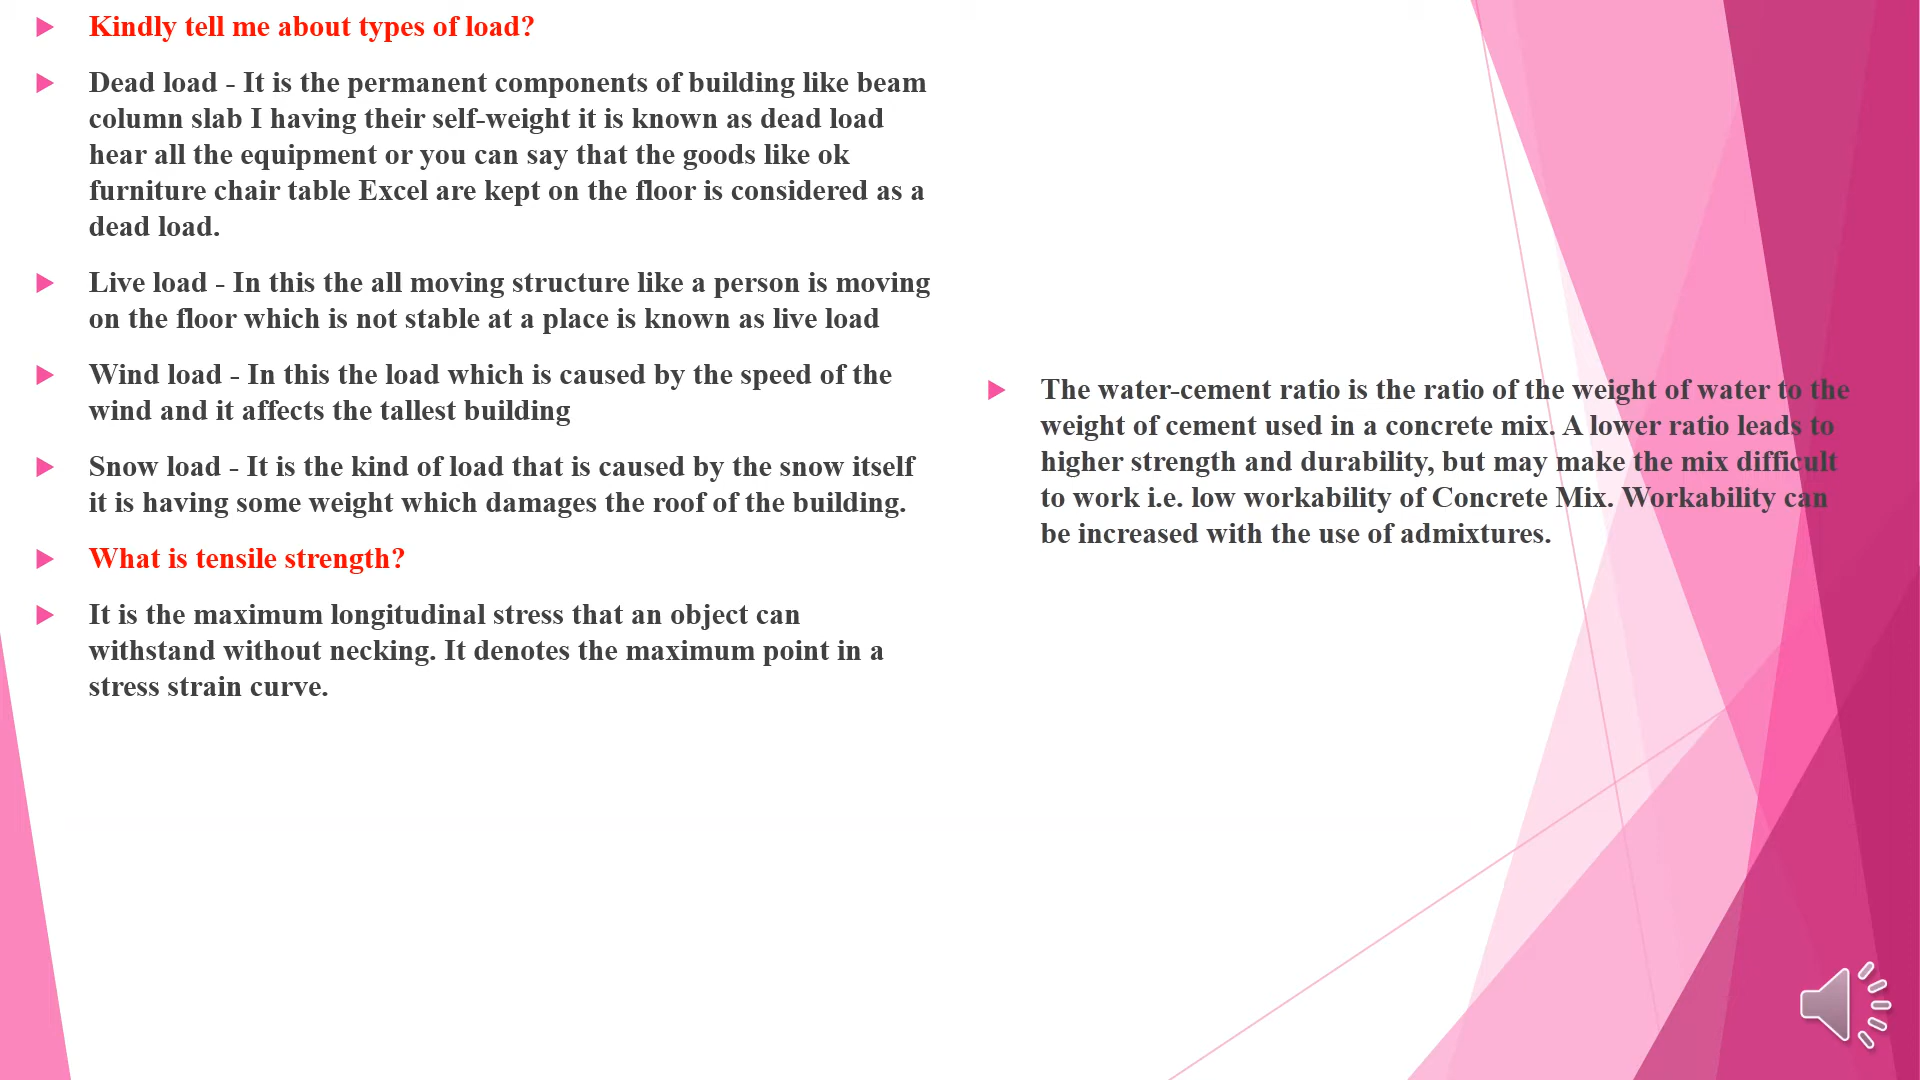 Kindly tell me about types of load?
Dead load - It is the permanent components of building like beam
column slab I having their self-weight it is known as dead load
hear all the equipment or you can say that the goods like ok
furniture chair table Excel are kept on the floor is considered as a
dead load.
Live load - In this the all moving structure like a person is moving
on the floor which is not stable at a place is known as live load
Wind load - In this the load which is caused by the speed of the
wind and it affects the tallest building
Snow load - It is the kind of load that is caused by the snow itself
it is having some weight which damages the roof of the building.
What is tensile strength?
It is the maximum longitudinal stress that an object can
withstand without necking. It denotes the maximum point in a
stress strain curve.
The water-cement ratio is the ratio of the weight of water to the
weight of cement used in a concrete mix. A lower ratio leads to
higher strength and durability, but may make the mix difficult
to work i.e. low workability of Concrete Mix. Workability can
be increased with the use of admixtures.